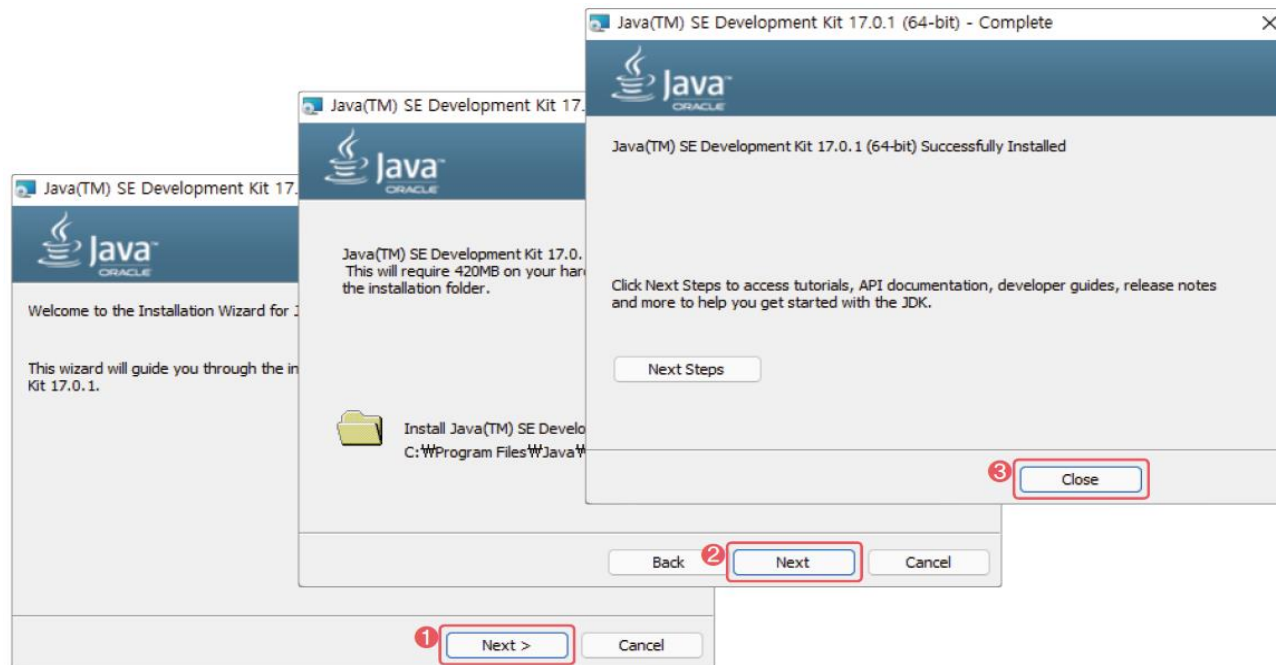 Java(TM) SE Development Kit 17.
Java
ORACLE
Welcome to the Installation Wizard for J
This wizard will guide you through the in
Kit 17.0.1.
❶
Next >
Cancel
Java(TM) SE Development Kit 17.
Java
ORACLE
Java(TM) SE Development Kit 17.0.
This will require 420MB on your hard
the installation folder.
Install Java(TM) SE Develo
C:₩Program Files₩Java₩
Back
❷
Next
Cancel
Java(TM) SE Development Kit 17.0.1 (64-bit) - Complete
Java™
ORACLE
Java(TM) SE Development Kit 17.0.1 (64-bit) Successfully Installed
Click Next Steps to access tutorials, API documentation, developer guides, release notes
and more to help you get started with the JDK.
Next Steps
❸
Close